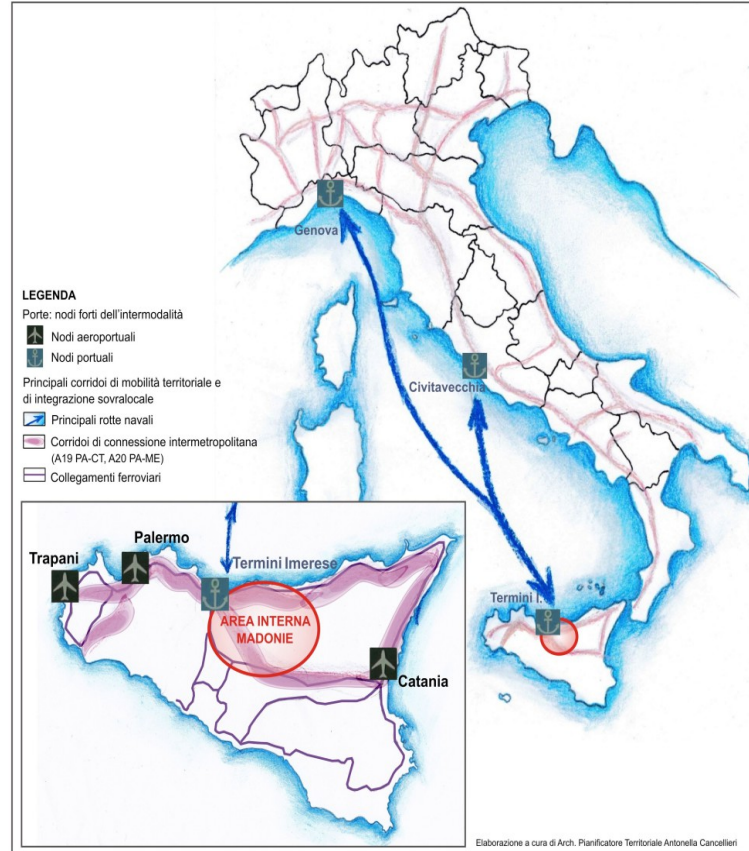 Genova
LEGENDA
Porte: nodi forti dell'intermodalità
Nodi aeroportuali
Nodi portuali
Principali corridoi di mobilità territoriale e
di integrazione sovralocale
Principali rotte navali
Corridoi di connessione intermetropolitana
(A19 PA-CT, A20 PA-ME)
Collegamenti ferroviari
Civitavecchia
Termini I.
Palermo
Trapani
Termini Imerese
AREA INTERNA
MADONIE
Catania
Elaborazione a cura di Arch. Pianificatore Territoriale Antonella Cancellieri